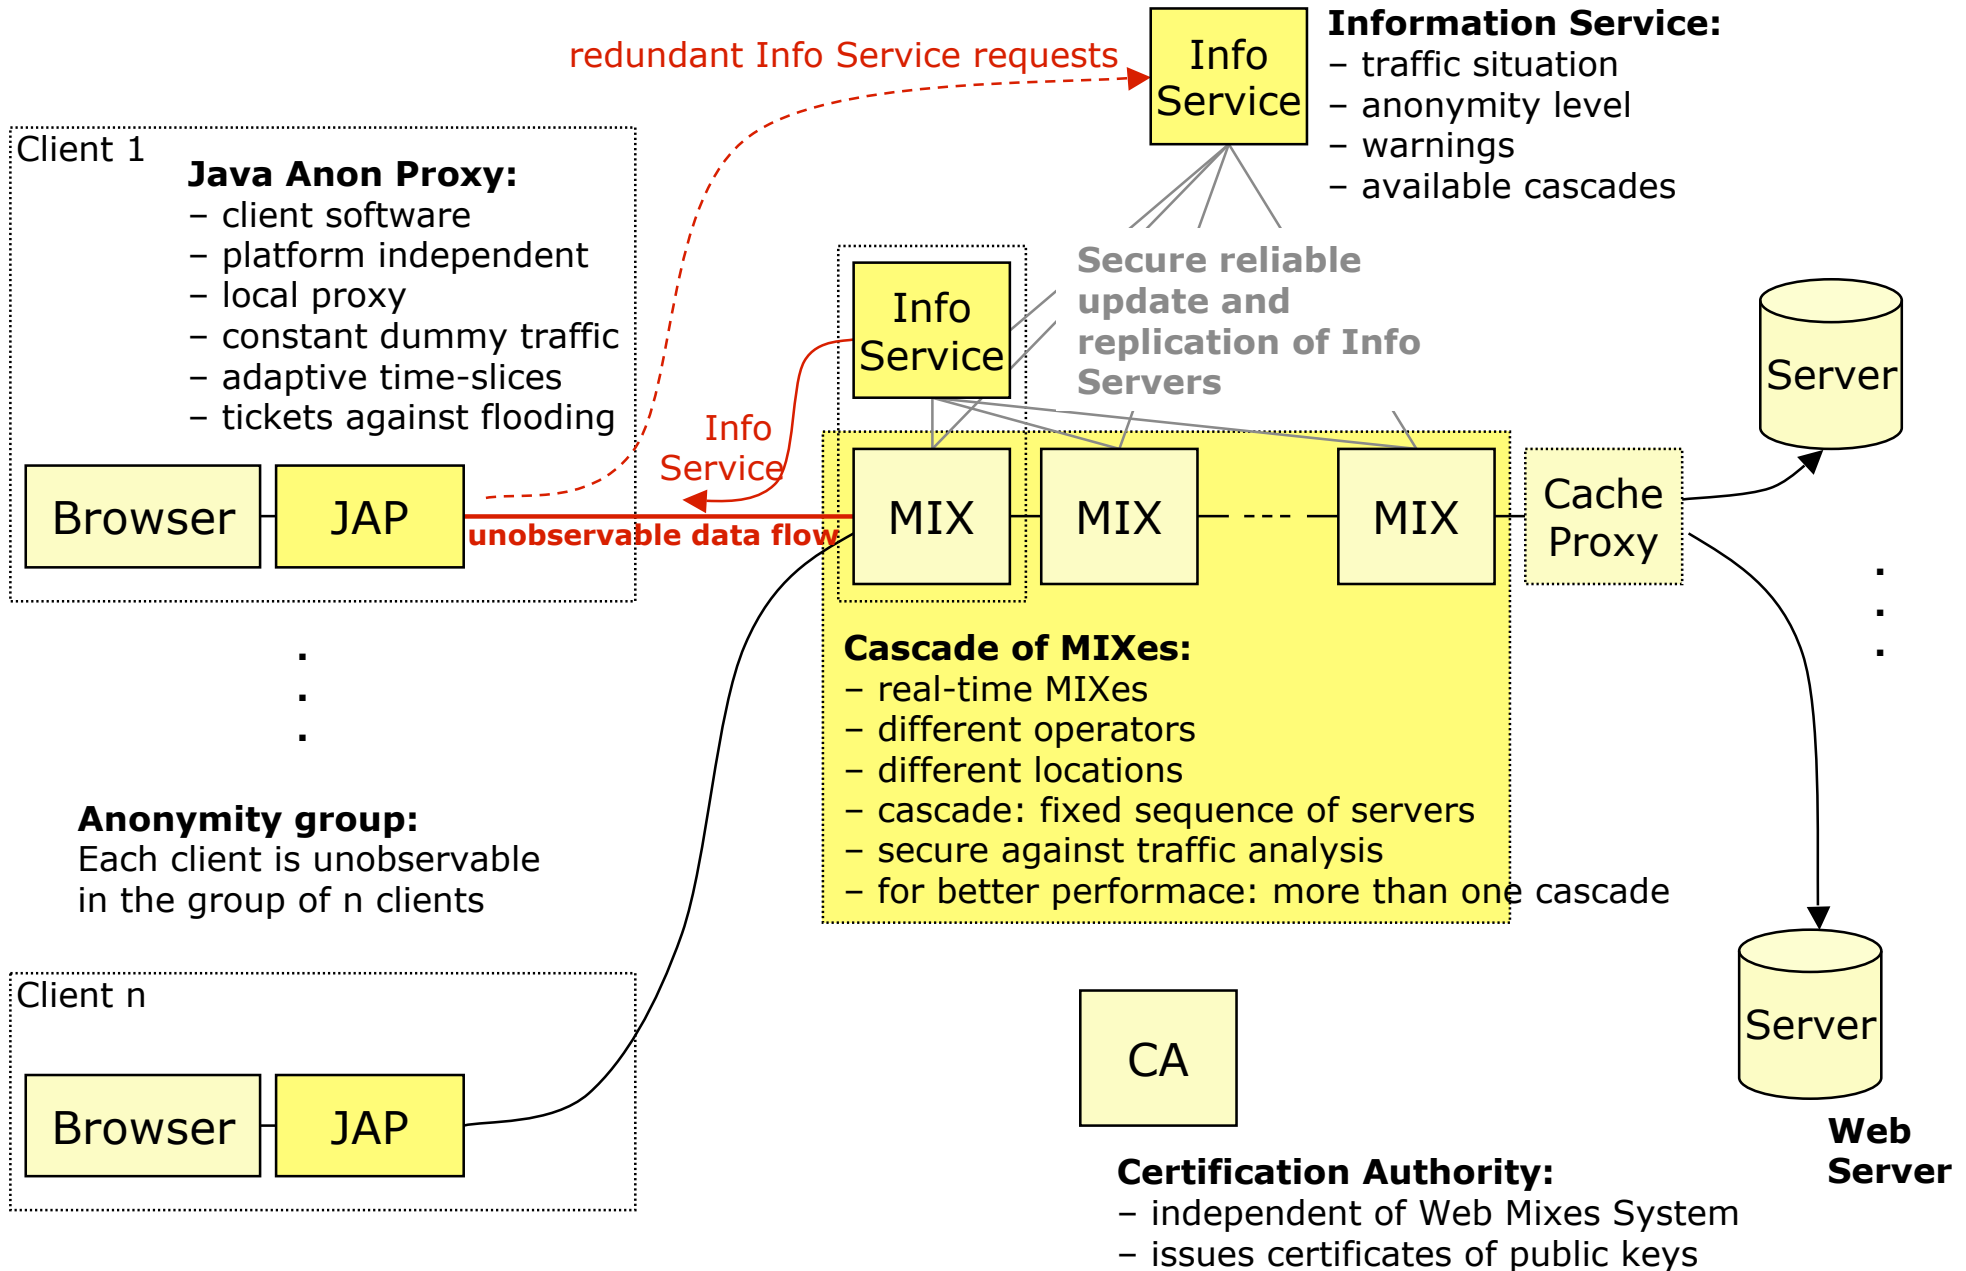 redundant Info Service requests
Info
Service
Information Service:
– traffic situation
– anonymity level
– warnings
– available cascades
Client 1
Java Anon Proxy:
– client software
– platform independent
– local proxy
– constant dummy traffic
– adaptive time-slices
– tickets against flooding
Browser
JAP
Info
Service
unobservable data flow
Info
Service
Secure reliable
update and
replication of Info
Servers
MIX
MIX
MIX
Cache
Proxy
Server
Cascade of MIXes:
– real-time MIXes
– different operators
– different locations
– cascade: fixed sequence of servers
– secure against traffic analysis
– for better performace: more than one cascade
Anonymity group:
Each client is unobservable
in the group of n clients
Client n
Browser
JAP
CA
Certification Authority:
– independent of Web Mixes System
– issues certificates of public keys
Server
Web
Server